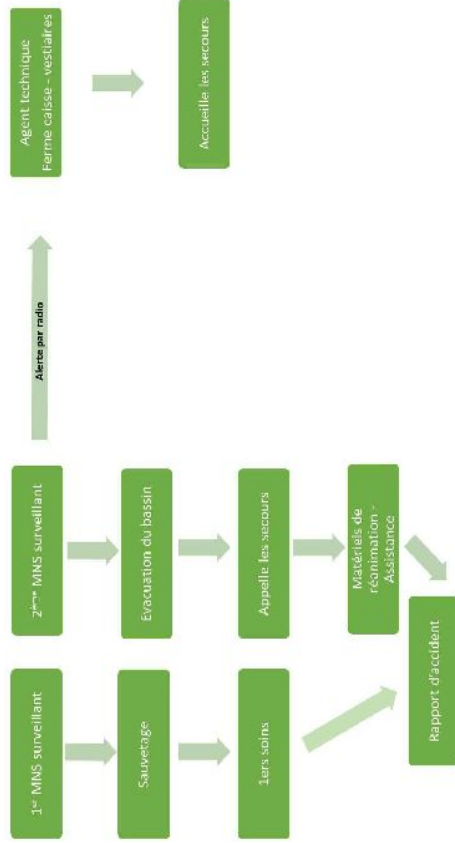 1er MNS surveillant
Sauvetage
1ers soins
2ème MNS surveillant
Evacuation du bassin
Appelle les secours
Matériels de
réanimation -
Assistance
Rapport d'accident
Alerte par radio
Agent technique
Ferme caisse - vestiaires
Accueille les secours